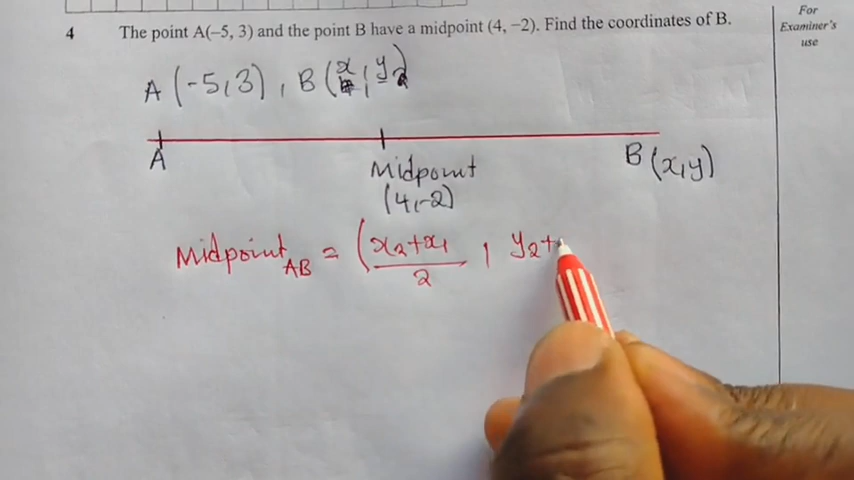 For
4 The point A(−5, 3) and the point B have a midpoint (4, −2). Find the coordinates of B.
Examiner's
use
A (-5, 3), B(x, y)
A
B (x, y)
Midpoint
(4, -2)
Midpoint AB = (x₂+x₁/2, y₂+